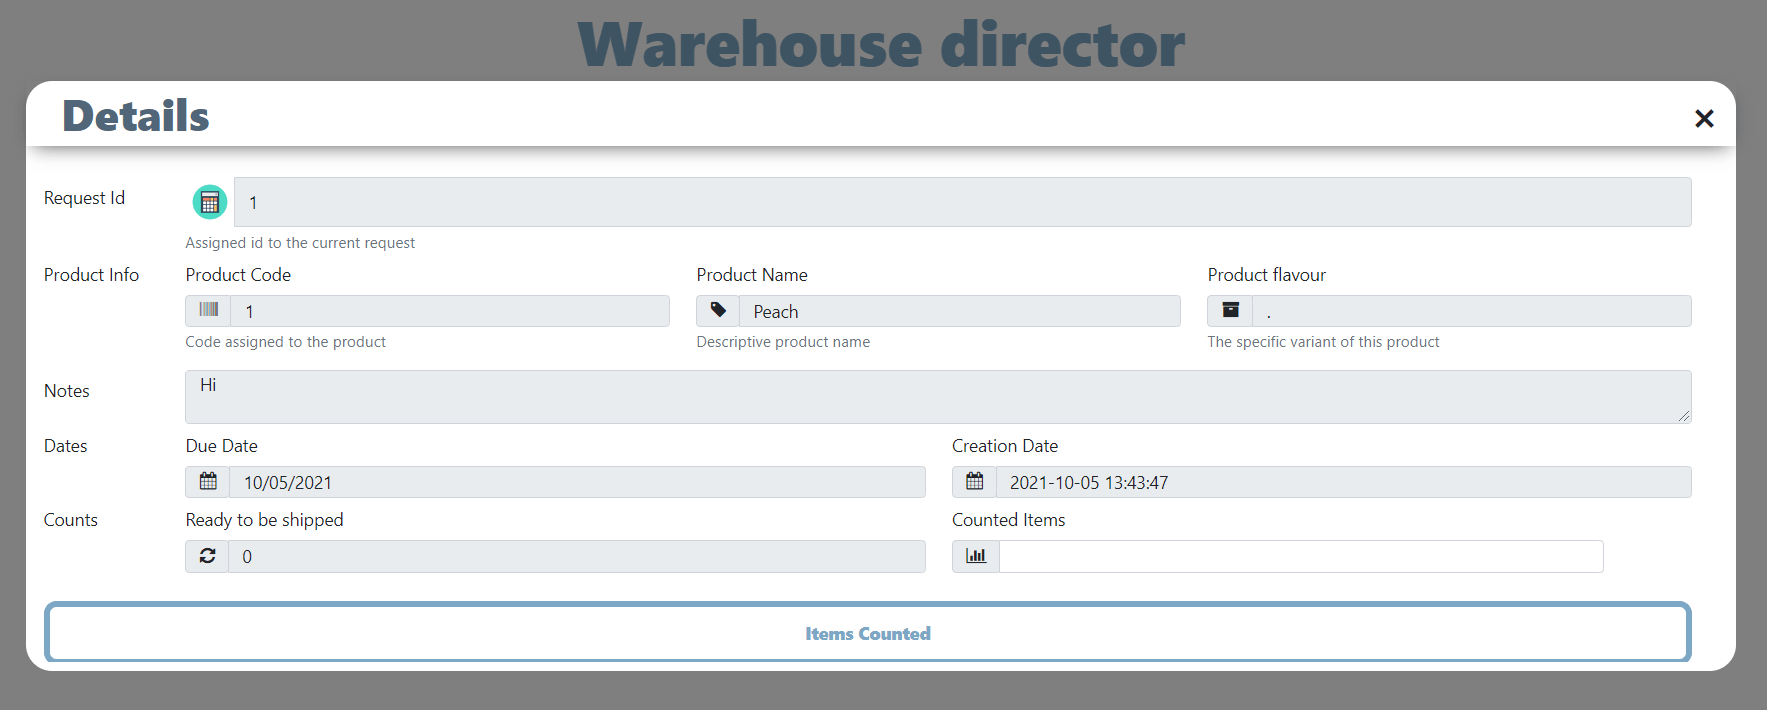 Warehouse director
Details
Request Id
1
Assigned id to the current request
Product Info
Product Code
Product Name
Product flavour
1
Peach
.
Code assigned to the product
Descriptive product name
The specific variant of this product
Notes
Hi
Dates
Due Date
Creation Date
10/05/2021
2021-10-05 13:43:47
Counts
Ready to be shipped
Counted Items
0
Items Counted